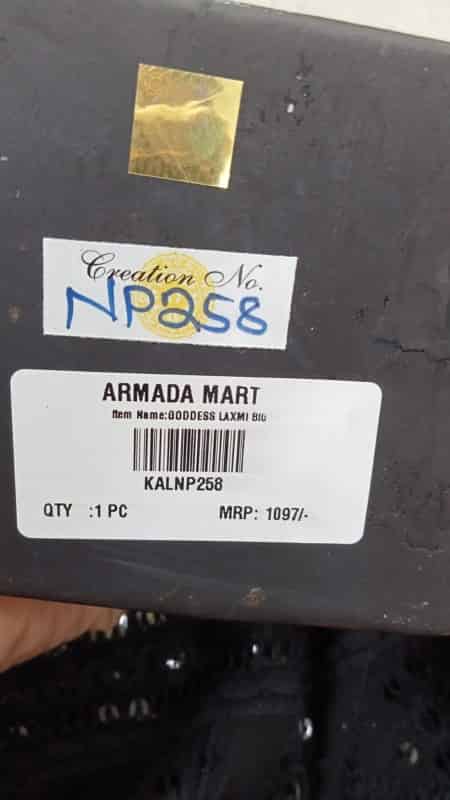 Creation No.
NP258
ARMADA MART
Item Name:GODDESS LAXMI BIG
KALNP258
QTY :1 PC MRP: 1097/-